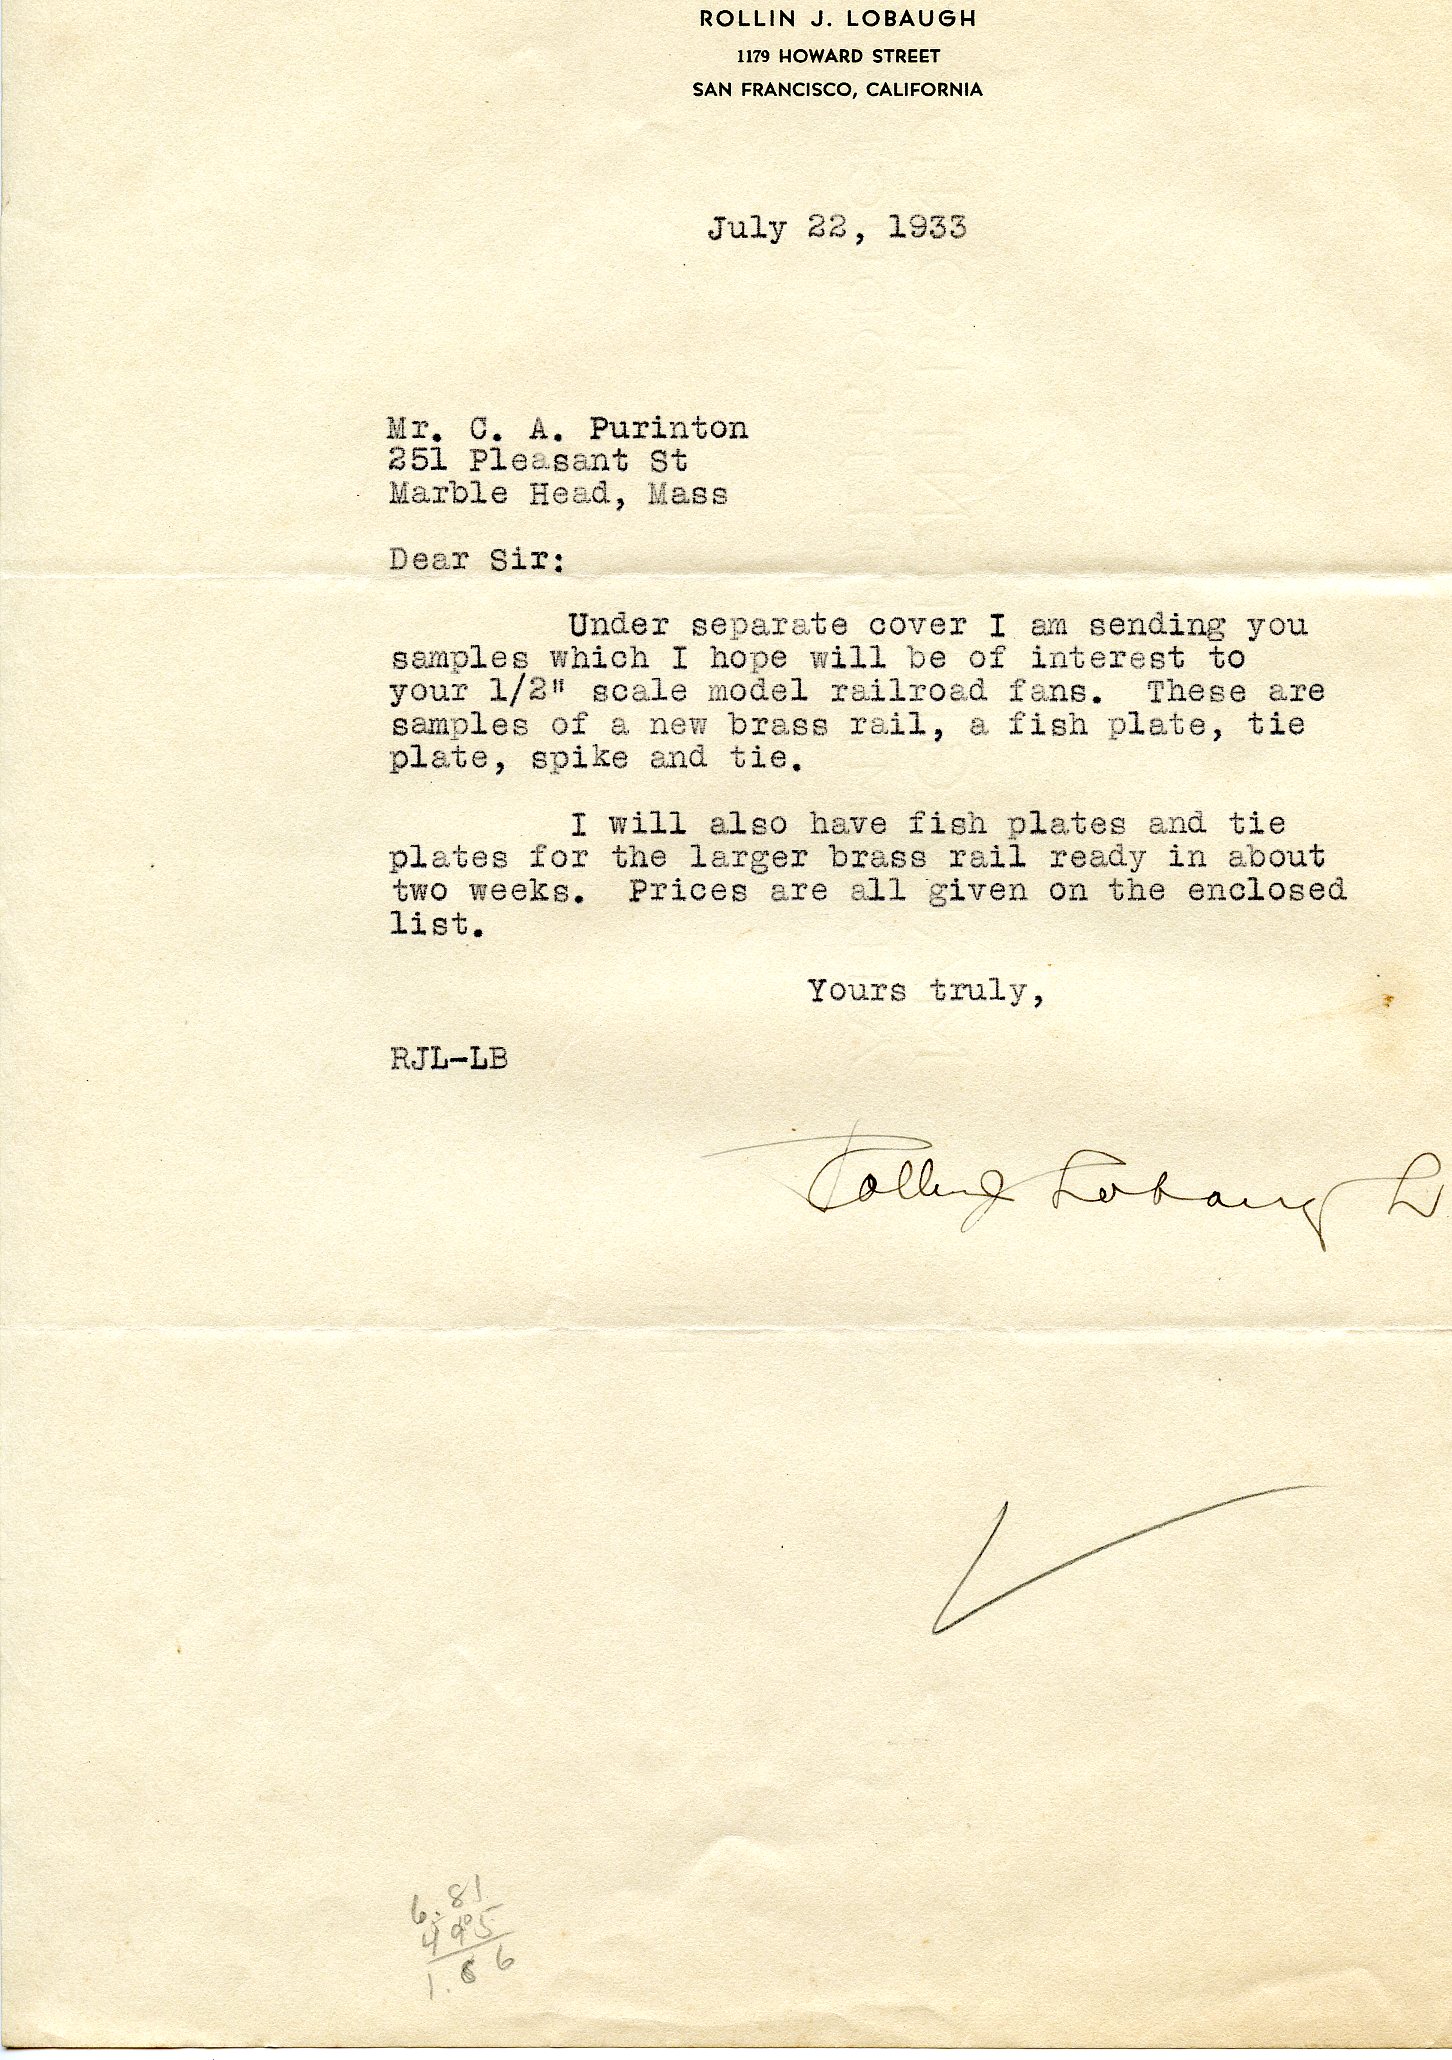 ROLLIN J. LOBAUGH
1179 HOWARD STREET
SAN FRANCISCO, CALIFORNIA
July 22, 1933
Mr. C. A. Purinton
251 Pleasant St
Marble Head, Mass
Dear Sir:
Under separate cover I am sending you
samples which I hope will be of interest to
your 1/2" scale model railroad fans. These are
samples of a new brass rail, a fish plate, tie
plate, spike and tie.
I will also have fish plates and tie
plates for the larger brass rail ready in about
two weeks. Prices are all given on the enclosed
list.
Yours truly,
RJL-LB
Rollin J Lobaugh
6.81
4.95
1.86